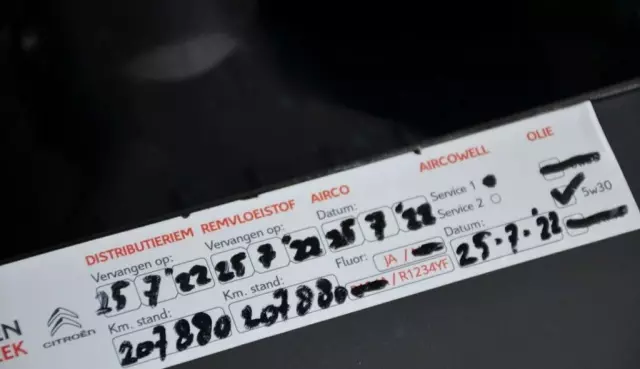 DISTRIBUTIERIEM REMVLOEISTOF AIRCO AIRCOWELL OLIE
Vervangen op: Vervangen op: Datum: Service 1
25 7 '22 25 7 '22 25 7 '22 Service 2 5w30
Km. stand: Km. stand: Fluor: JA / Datum:
207880 207880 / R1234YF 25-7-'22
EN
EK
CITROËN